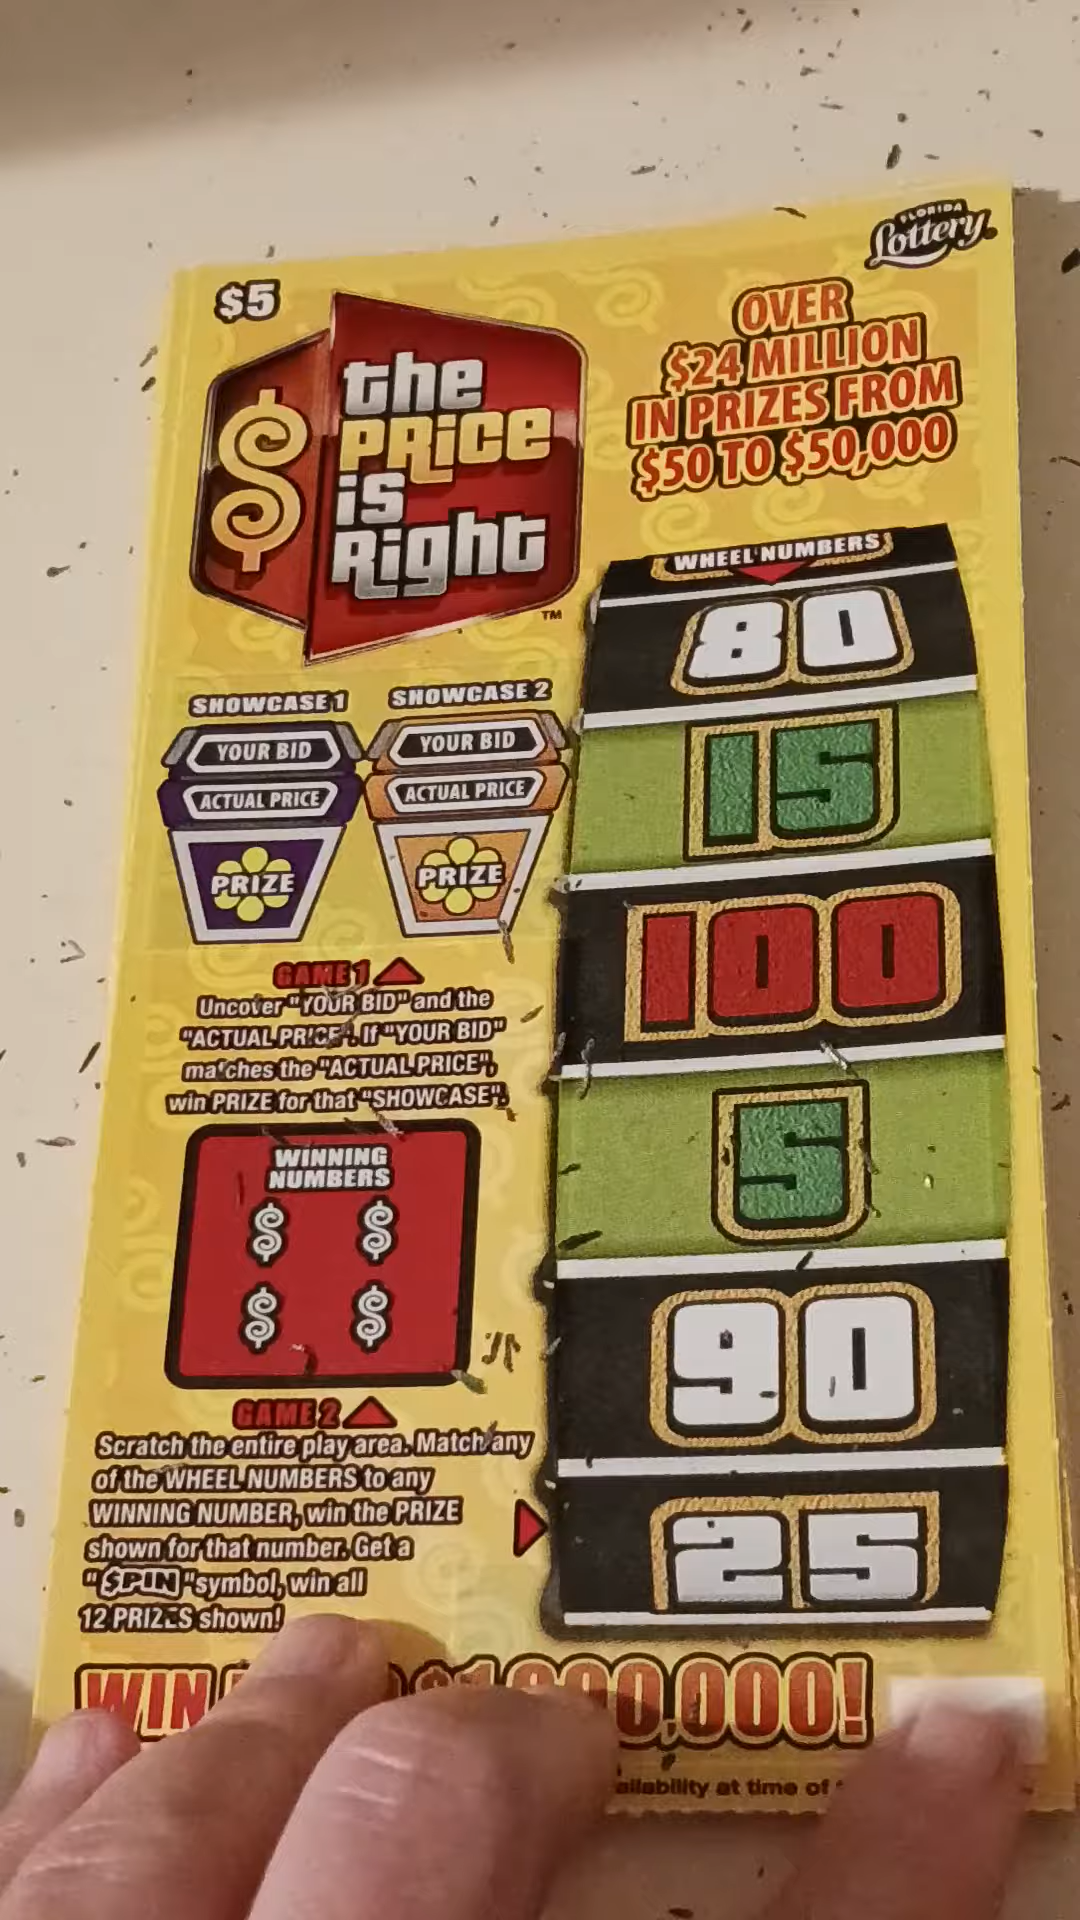 FLORIDA
Lottery
$5
the
PRice
is
Right
TM
OVER
$24 MILLION
IN PRIZES FROM
$50 TO $50,000
WHEEL NUMBERS
80
15
100
5
90
25
SHOWCASE 1
YOUR BID
ACTUAL PRICE
PRIZE
SHOWCASE 2
YOUR BID
ACTUAL PRICE
PRIZE
GAME 1
Uncover "YOUR BID" and the
"ACTUAL PRICE". If "YOUR BID"
matches the "ACTUAL PRICE",
win PRIZE for that "SHOWCASE".
WINNING
NUMBERS
$ $
$ $
GAME 2
Scratch the entire play area. Match any
of the WHEEL NUMBERS to any
WINNING NUMBER, win the PRIZE
shown for that number. Get a
"$PIN" symbol, win all
12 PRIZES shown!
WIN 0,000!
at time of